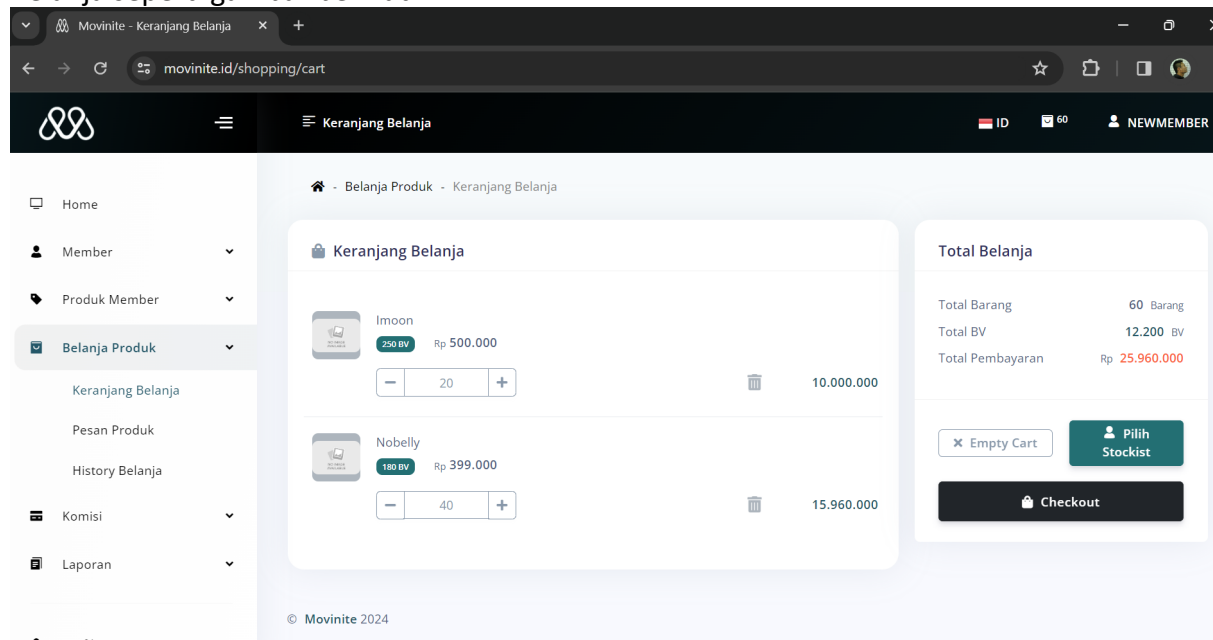 Movinite - Keranjang Belanja
movinite.id/shopping/cart
Keranjang Belanja
ID
60
NEWMEMBER
Home
Member
Produk Member
Belanja Produk
Keranjang Belanja
Pesan Produk
History Belanja
Komisi
Laporan
- Belanja Produk - Keranjang Belanja
Keranjang Belanja
Imoon
250 BV Rp 500.000
20
10.000.000
Nobelly
180 BV Rp 399.000
40
15.960.000
Total Belanja
Total Barang 60 Barang
Total BV 12.200 BV
Total Pembayaran Rp 25.960.000
Empty Cart
Pilih
Stockist
Checkout
© Movinite 2024